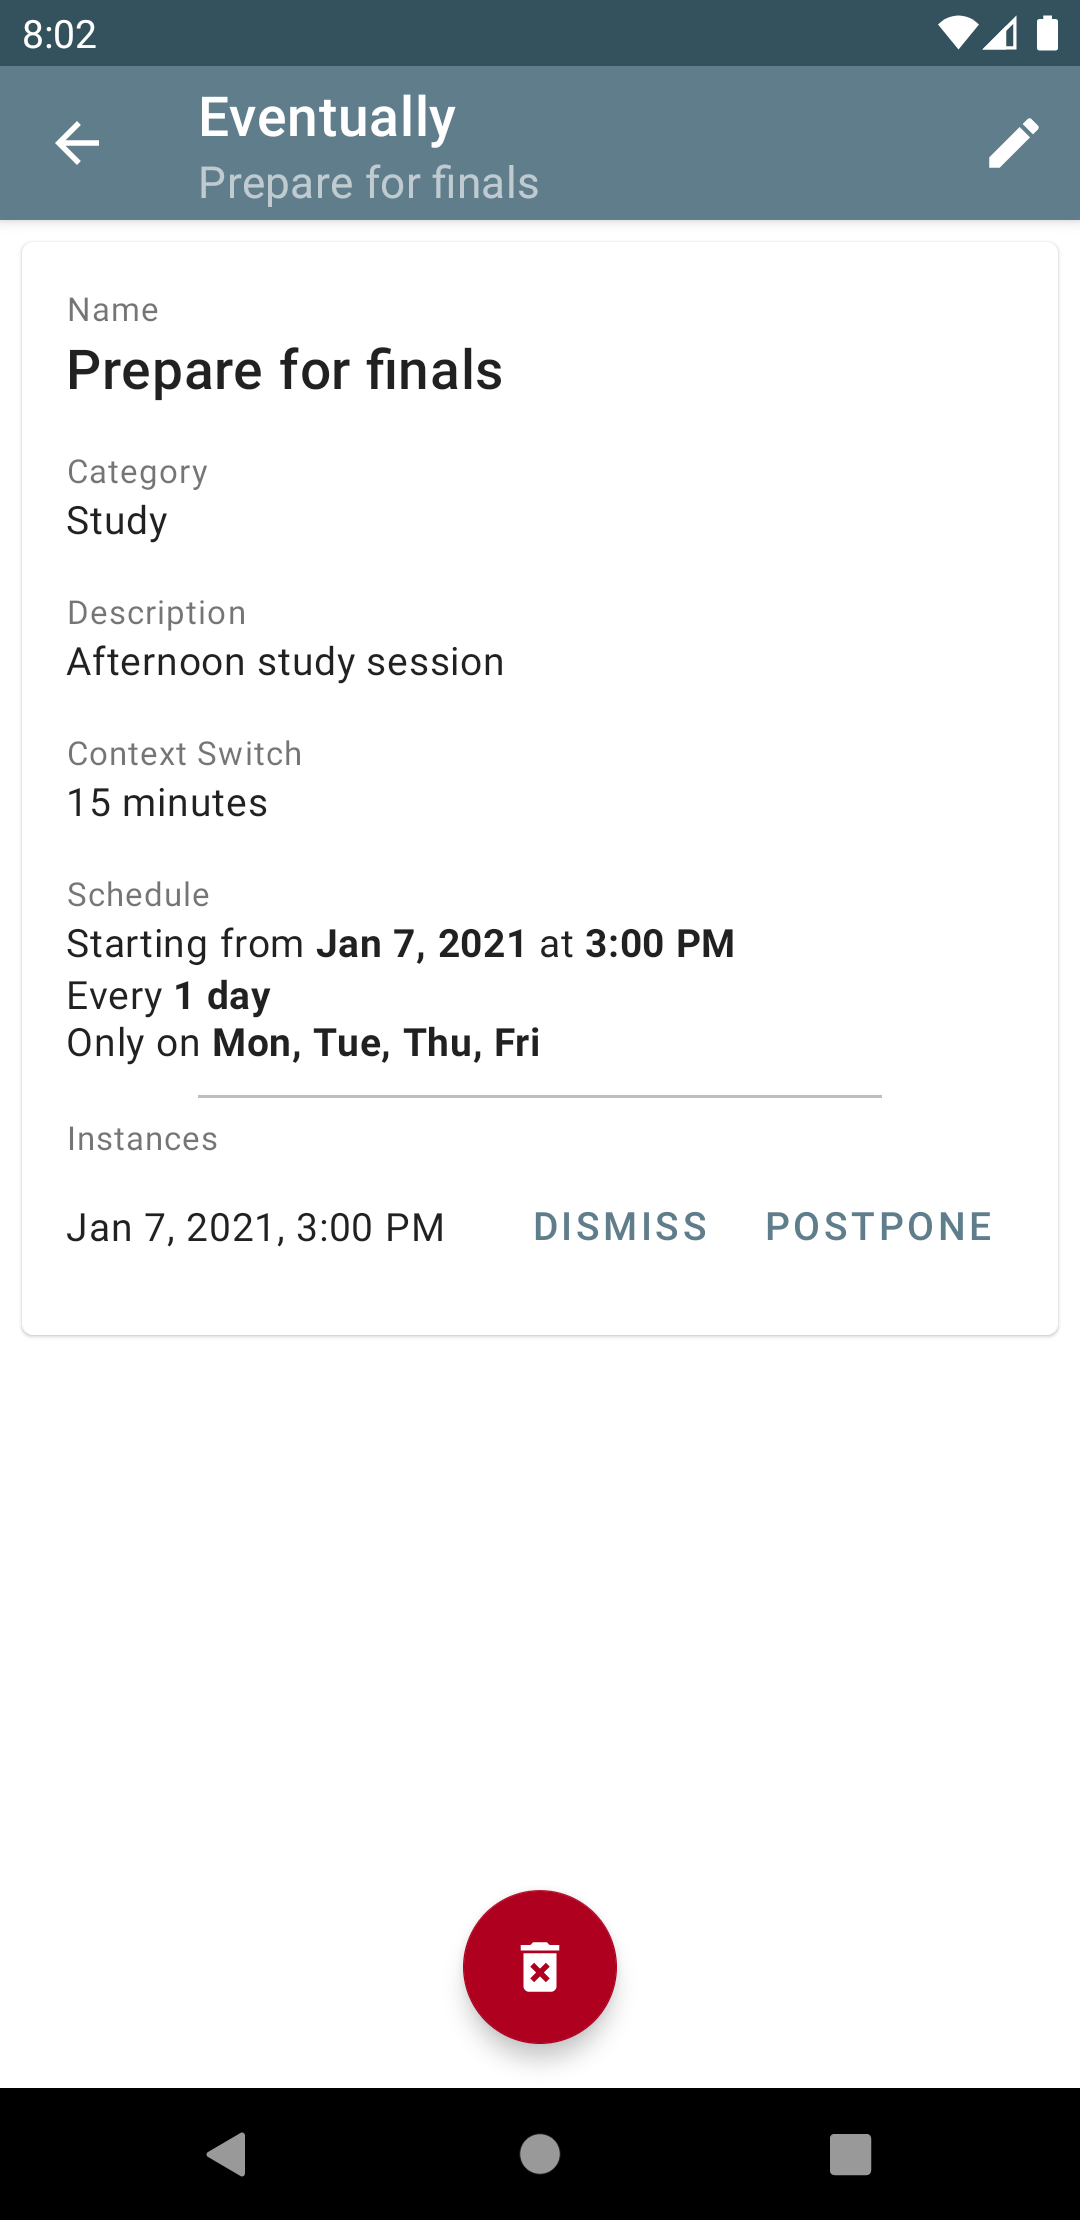 8:02
Eventually
Prepare for finals
Name
Prepare for finals
Category
Study
Description
Afternoon study session
Context Switch
15 minutes
Schedule
Starting from Jan 7, 2021 at 3:00 PM
Every 1 day
Only on Mon, Tue, Thu, Fri
Instances
Jan 7, 2021, 3:00 PM DISMISS POSTPONE